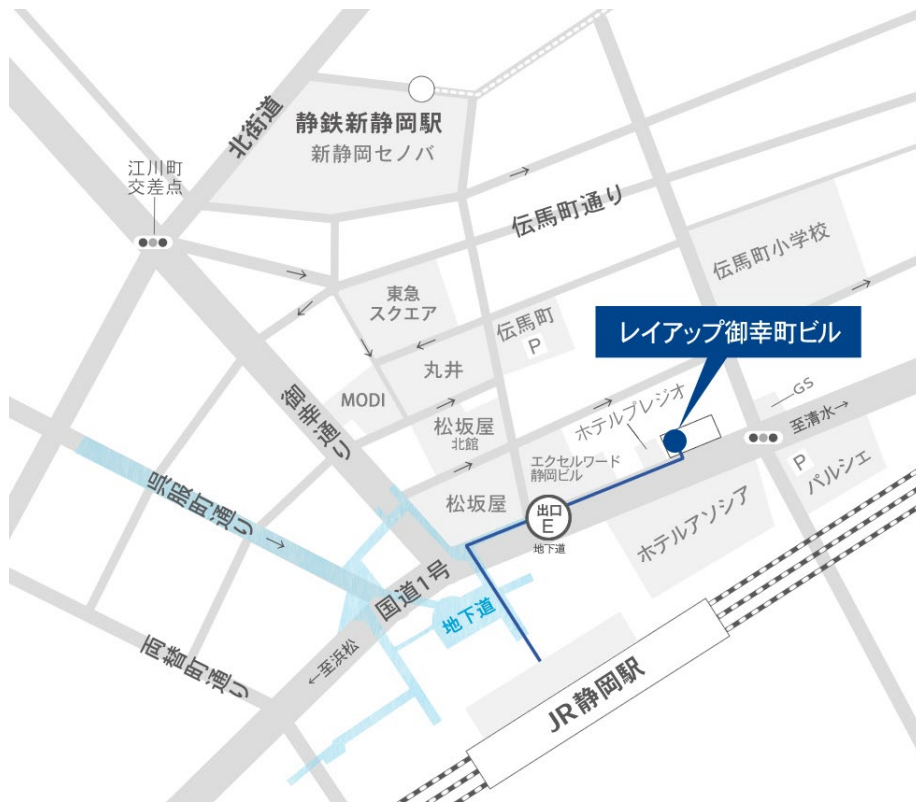 静鉄新静岡駅
新静岡セノバ
北街道
江川町
交差点
伝馬町通り
伝馬町小学校
東急
スクエア
伝馬町
P
レイアップ御幸町ビル
丸井
MODI
御幸通り
松坂屋
北館
ホテルプレジオ
GS
至清水→
エクセルワード
静岡ビル
P
パルシェ
呉服町通り
松坂屋
出口
E
地下道
ホテルアソシア
国道1号
地下道
←至浜松
両替町通り
JR静岡駅